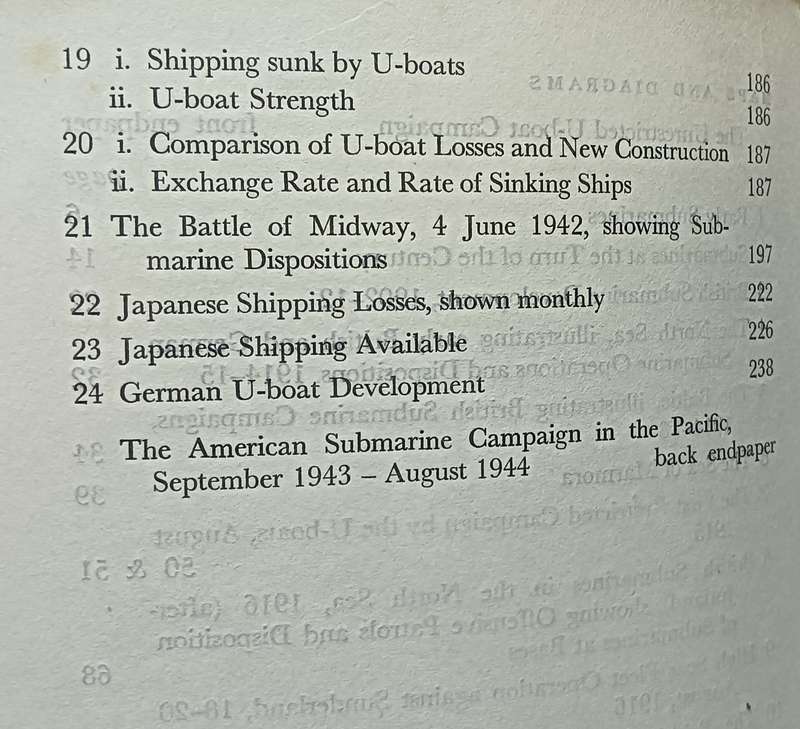 19 i. Shipping sunk by U-boats 186
ii. U-boat Strength 186
20 i. Comparison of U-boat Losses and New Construction 187
ii. Exchange Rate and Rate of Sinking Ships 187
21 The Battle of Midway, 4 June 1942, showing Sub-
marine Dispositions 197
22 Japanese Shipping Losses, shown monthly 222
23 Japanese Shipping Available 226
24 German U-boat Development 238
The American Submarine Campaign in the Pacific,
September 1943 – August 1944 back endpaper